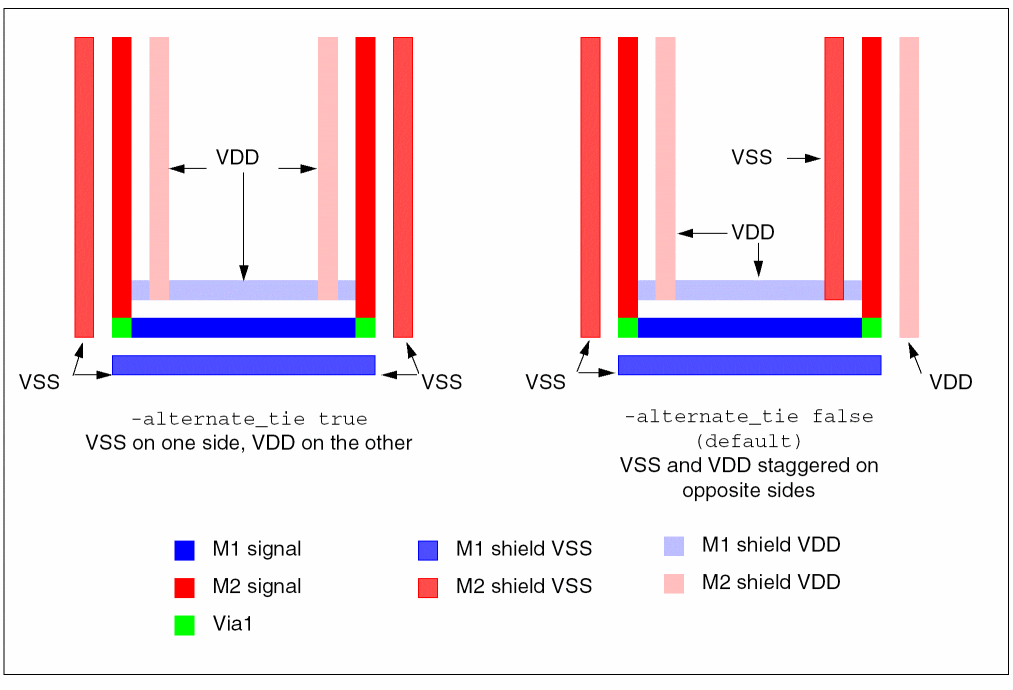 VDD
VSS
VDD
VSS
VSS
VSS
VDD
-alternate_tie true
VSS on one side, VDD on the other
-alternate_tie false
(default)
VSS and VDD staggered on
opposite sides
M1 signal
M1 shield VSS
M1 shield VDD
M2 signal
M2 shield VSS
M2 shield VDD
Via1